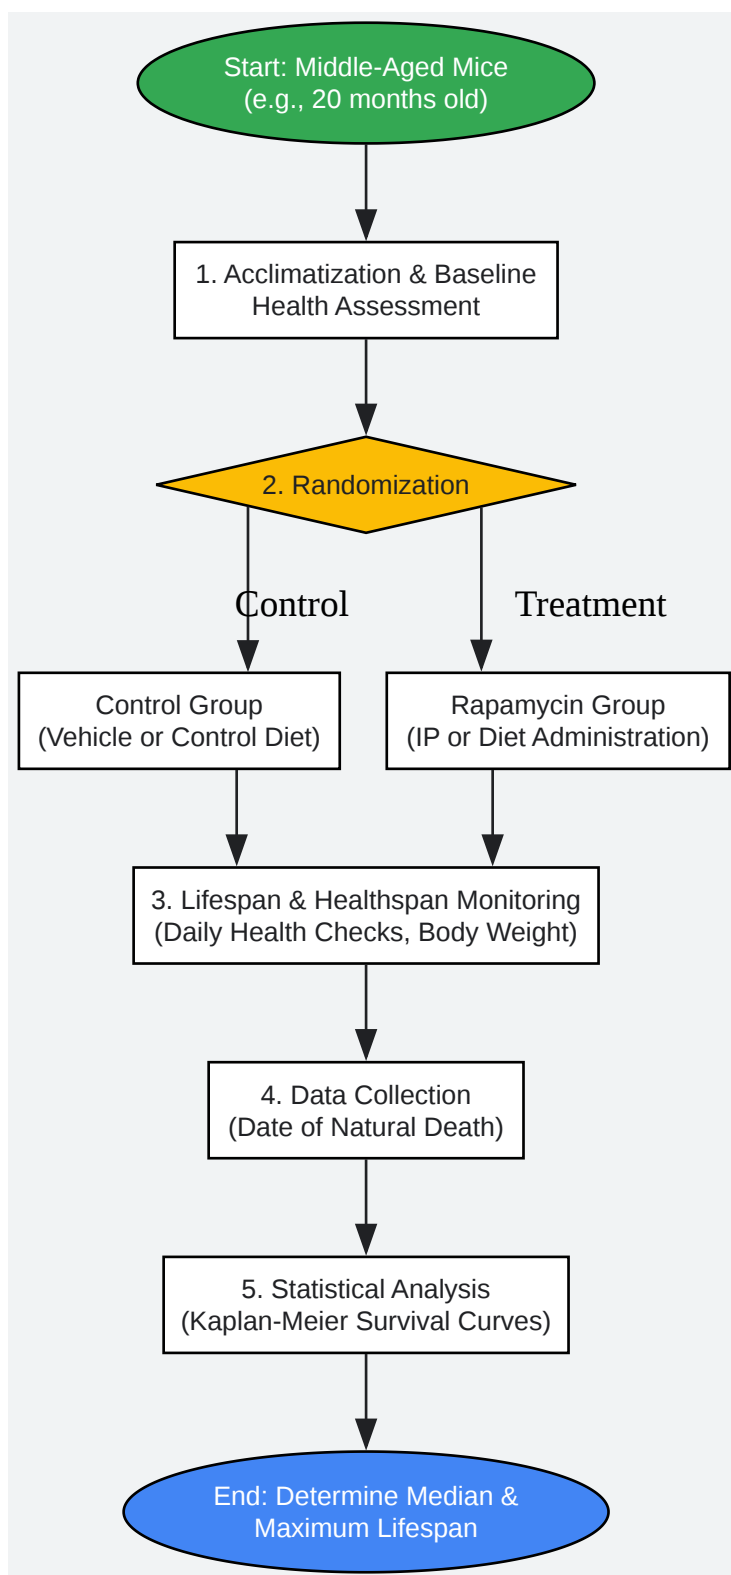 Start: Middle-Aged Mice
(e.g., 20 months old)
1. Acclimatization & Baseline
Health Assessment
2. Randomization
Control
Treatment
Control Group
(Vehicle or Control Diet)
Rapamycin Group
(IP or Diet Administration)
3. Lifespan & Healthspan Monitoring
(Daily Health Checks, Body Weight)
4. Data Collection
(Date of Natural Death)
5. Statistical Analysis
(Kaplan-Meier Survival Curves)
End: Determine Median &
Maximum Lifespan